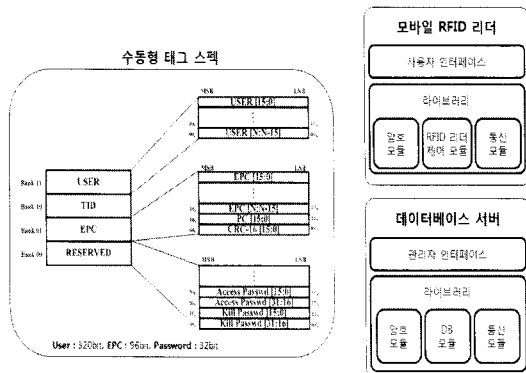 수동형 태그 스펙
MSB LSB
USER [15:0]
USER [N:N-15]
Bank 11 USER
Bank 10 TID
Bank 01 EPC
Bank 00 RESERVED
MSB LSB
EPC [15:0]
EPC [N:N-15]
PC [15:0]
CRC-16 [15:0]
MSB LSB
Access Passwd [15:0]
Access Passwd [31:16]
Kill Passwd [15:0]
Kill Passwd [31:16]
User : 320bit, EPC : 96bit, Password : 32bit
모바일 RFID 리더
사용자 인터페이스
라이브러리
암호 모듈
RFID 리더 제어 모듈
통신 모듈
데이터베이스 서버
관리자 인터페이스
라이브러리
암호 모듈
DB 모듈
통신 모듈